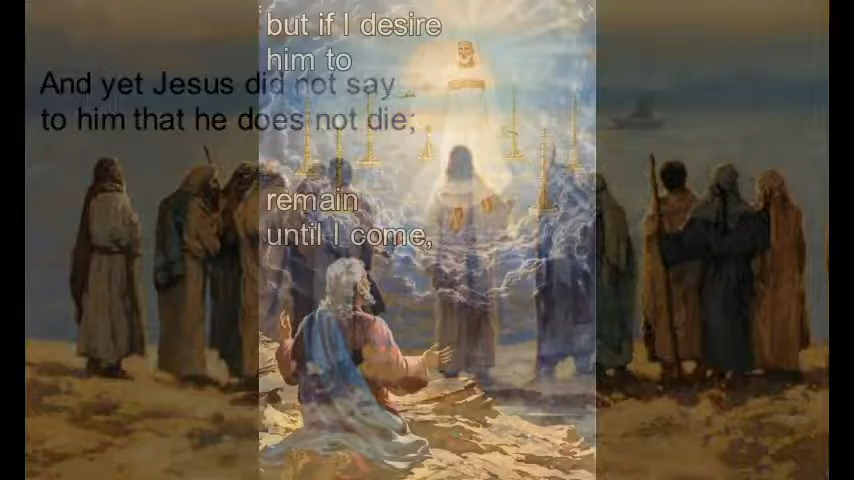 but if I desire
him to
And yet Jesus did not say
to him that he does not die;
remain
until I come,